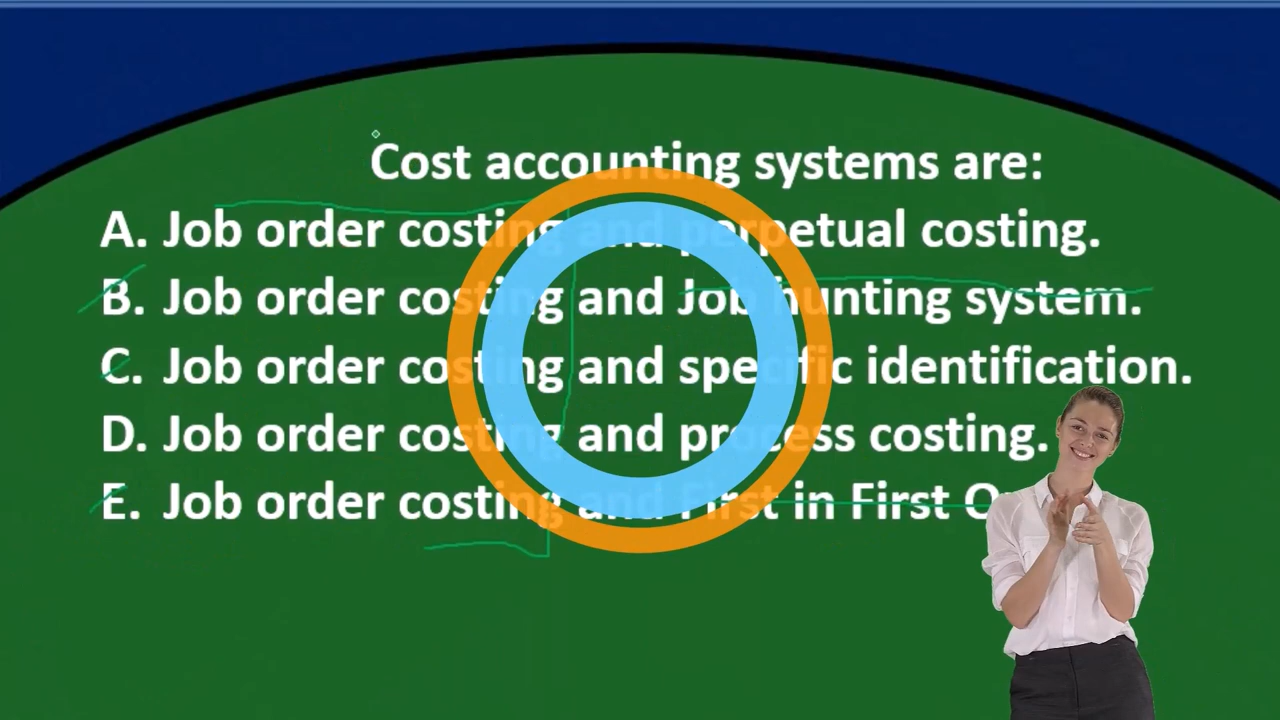 Cost accounting systems are:
A. Job order costing and perpetual costing.
B. Job order costing and Job hunting system.
C. Job order costing and specific identification.
D. Job order costing and process costing.
E. Job order costing and First in First